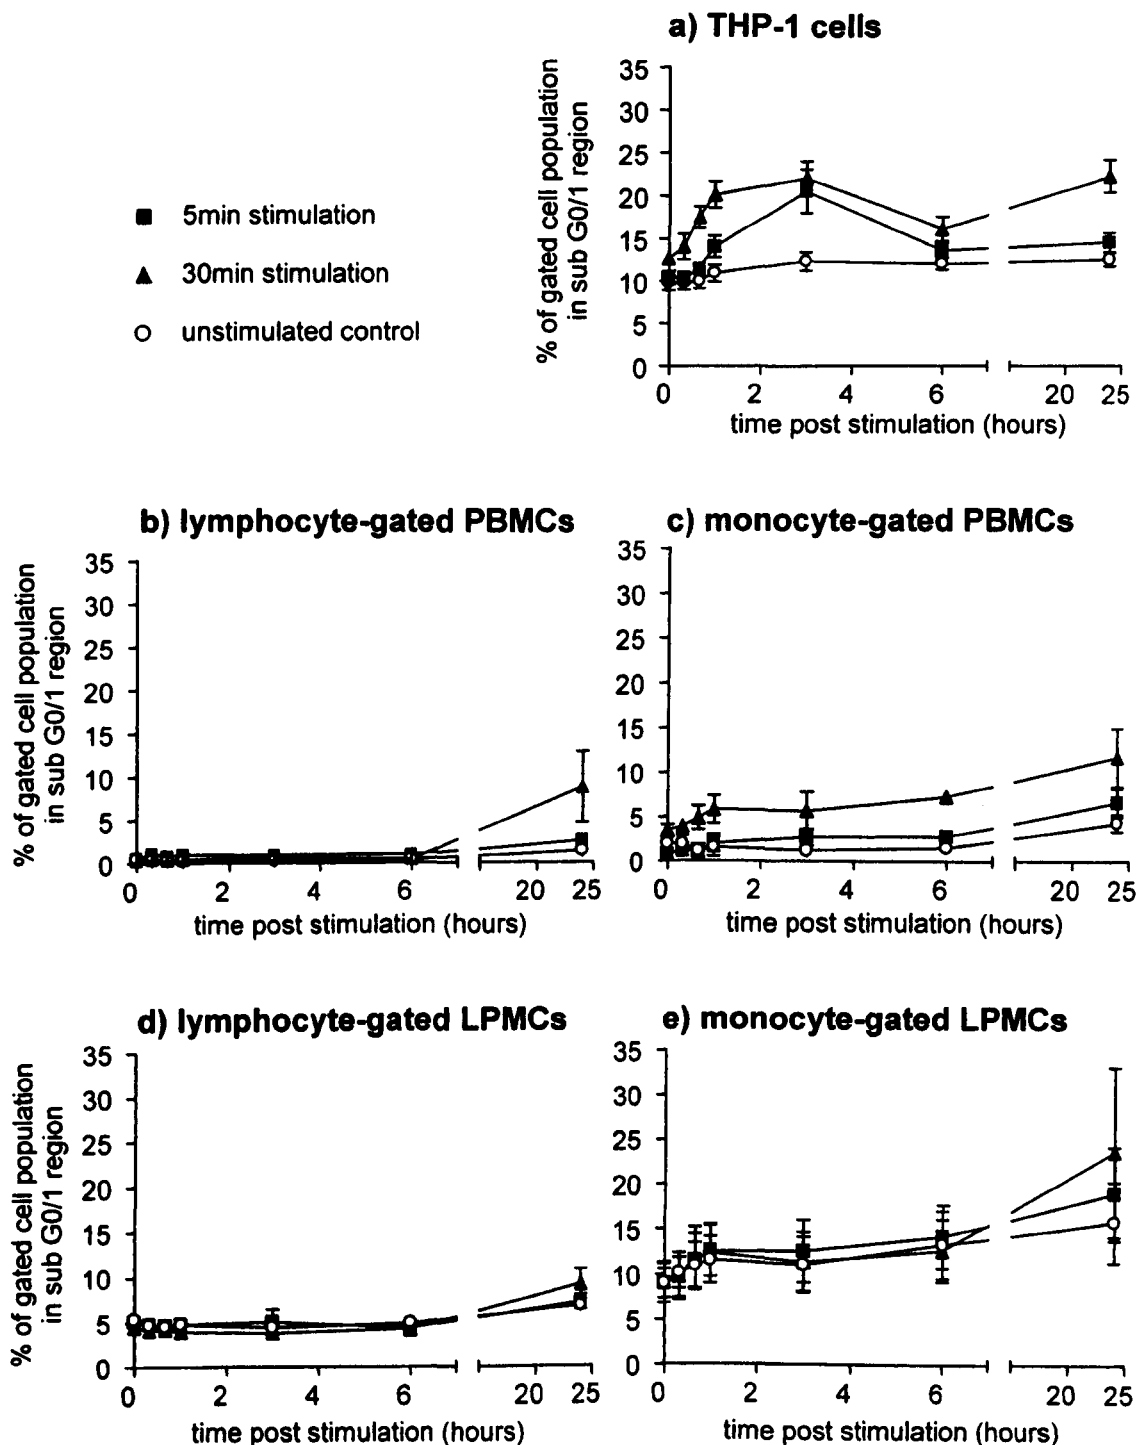 a) THP-1 cells
% of gated cell population
in sub G0/1 region
35
30
25
20
15
10
5
0
0 2 4 6 20 25
time post stimulation (hours)
5min stimulation
30min stimulation
unstimulated control
b) lymphocyte-gated PBMCs
% of gated cell population
in sub G0/1 region
35
30
25
20
15
10
5
0
0 2 4 6 20 25
time post stimulation (hours)
c) monocyte-gated PBMCs
35
30
25
20
15
10
5
0
0 2 4 6 20 25
time post stimulation (hours)
d) lymphocyte-gated LPMCs
% of gated cell population
in sub G0/1 region
35
30
25
20
15
10
5
0
0 2 4 6 20 25
time post stimulation (hours)
e) monocyte-gated LPMCs
35
30
25
20
15
10
5
0
0 2 4 6 20 25
time post stimulation (hours)